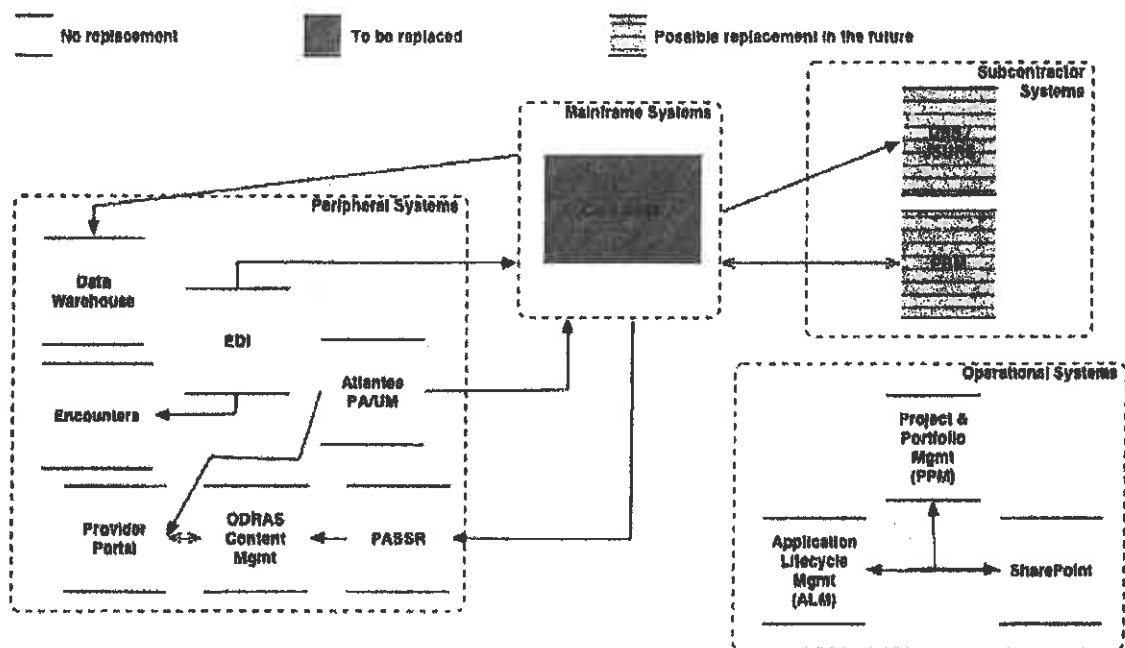 No replacement
To be replaced
Possible replacement in the future
Subcontractor
Systems
Mainframe Systems
PBM
Peripheral Systems
Data
Warehouse
EDI
Atlantes
PA/UM
Encounters
Provider
Portal
ODRAS
Content
Mgmt
PASSR
Operational Systems
Project &
Portfolio
Mgmt
(PPM)
Application
Lifecycle
Mgmt
(ALM)
SharePoint